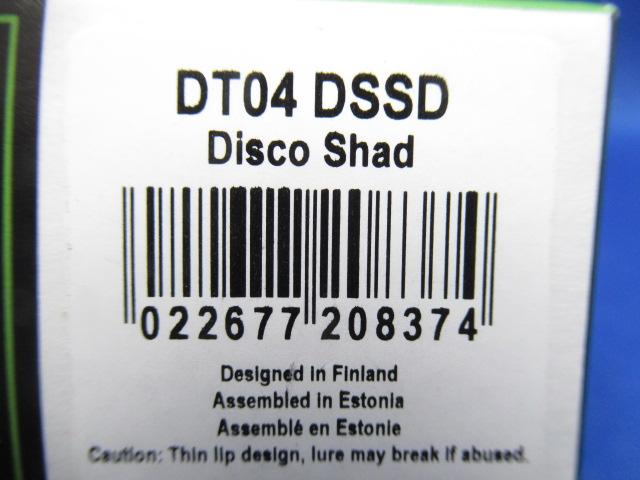 DT04 DSSD
Disco Shad
022677 208374
Designed in Finland
Assembled in Estonia
Assemblé en Estonie
Caution: Thin lip design, lure may break if abused.